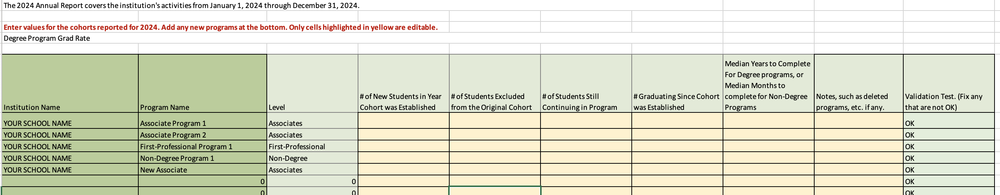 The 2024 Annual Report covers the institution's activities from January 1, 2024 through December 31, 2024.
Enter values for the cohorts reported for 2024. Add any new programs at the bottom. Only cells highlighted in yellow are editable.
Degree Program Grad Rate
Institution Name
Program Name
Level
# of New Students in Year
Cohort was Established
# of Students Excluded
from the Original Cohort
# of Students Still
Continuing in Program
# Graduating Since Cohort
was Established
Median Years to Complete
For Degree programs, or
Median Months to
complete for Non-Degree
Programs
Notes, such as deleted
programs, etc. if any.
Validation Test. (Fix any
that are not OK)
YOUR SCHOOL NAME Associate Program 1 Associates OK
YOUR SCHOOL NAME Associate Program 2 Associates OK
YOUR SCHOOL NAME First-Professional Program 1 First-Professional OK
YOUR SCHOOL NAME Non-Degree Program 1 Non-Degree OK
YOUR SCHOOL NAME New Associate Associates OK
0 0 OK
0 0 OK